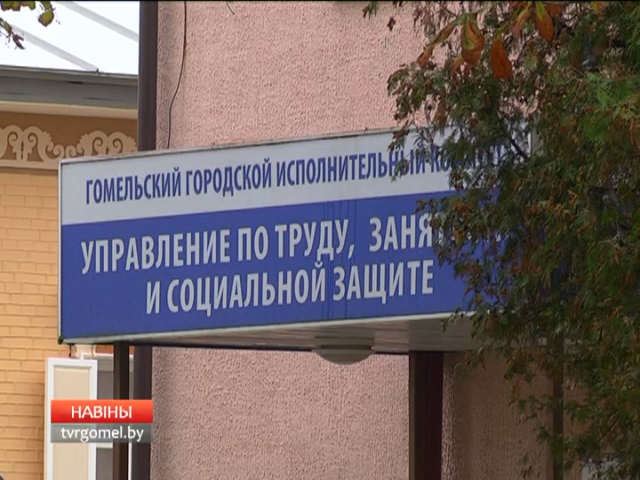 ГОМЕЛЬСКИЙ ГОРОДСКОЙ ИСПОЛНИТЕЛЬНЫЙ
УПРАВЛЕНИЕ ПО ТРУДУ,
И СОЦИАЛЬНОЙ ЗАЩИТЕ
НАВІНЫ
tvrgomel.by